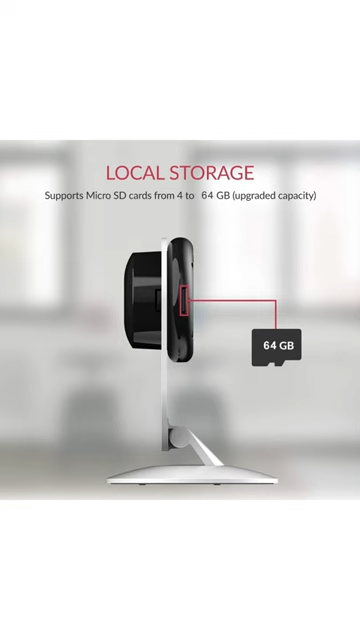 LOCAL STORAGE
Supports Micro SD cards from 4 to 64 GB (upgraded capacity)
64 GB